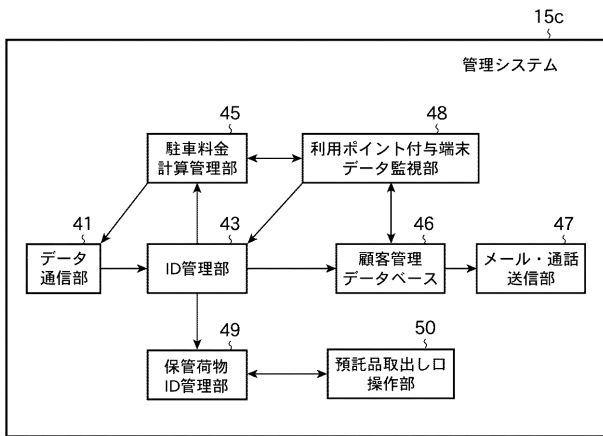 15c
管理システム
45
駐車料金
計算管理部
48
利用ポイント付与端末
データ監視部
41
データ
通信部
43
ID管理部
46
顧客管理
データベース
47
メール・通話
送信部
49
保管荷物
ID管理部
50
預託品取出し口
操作部